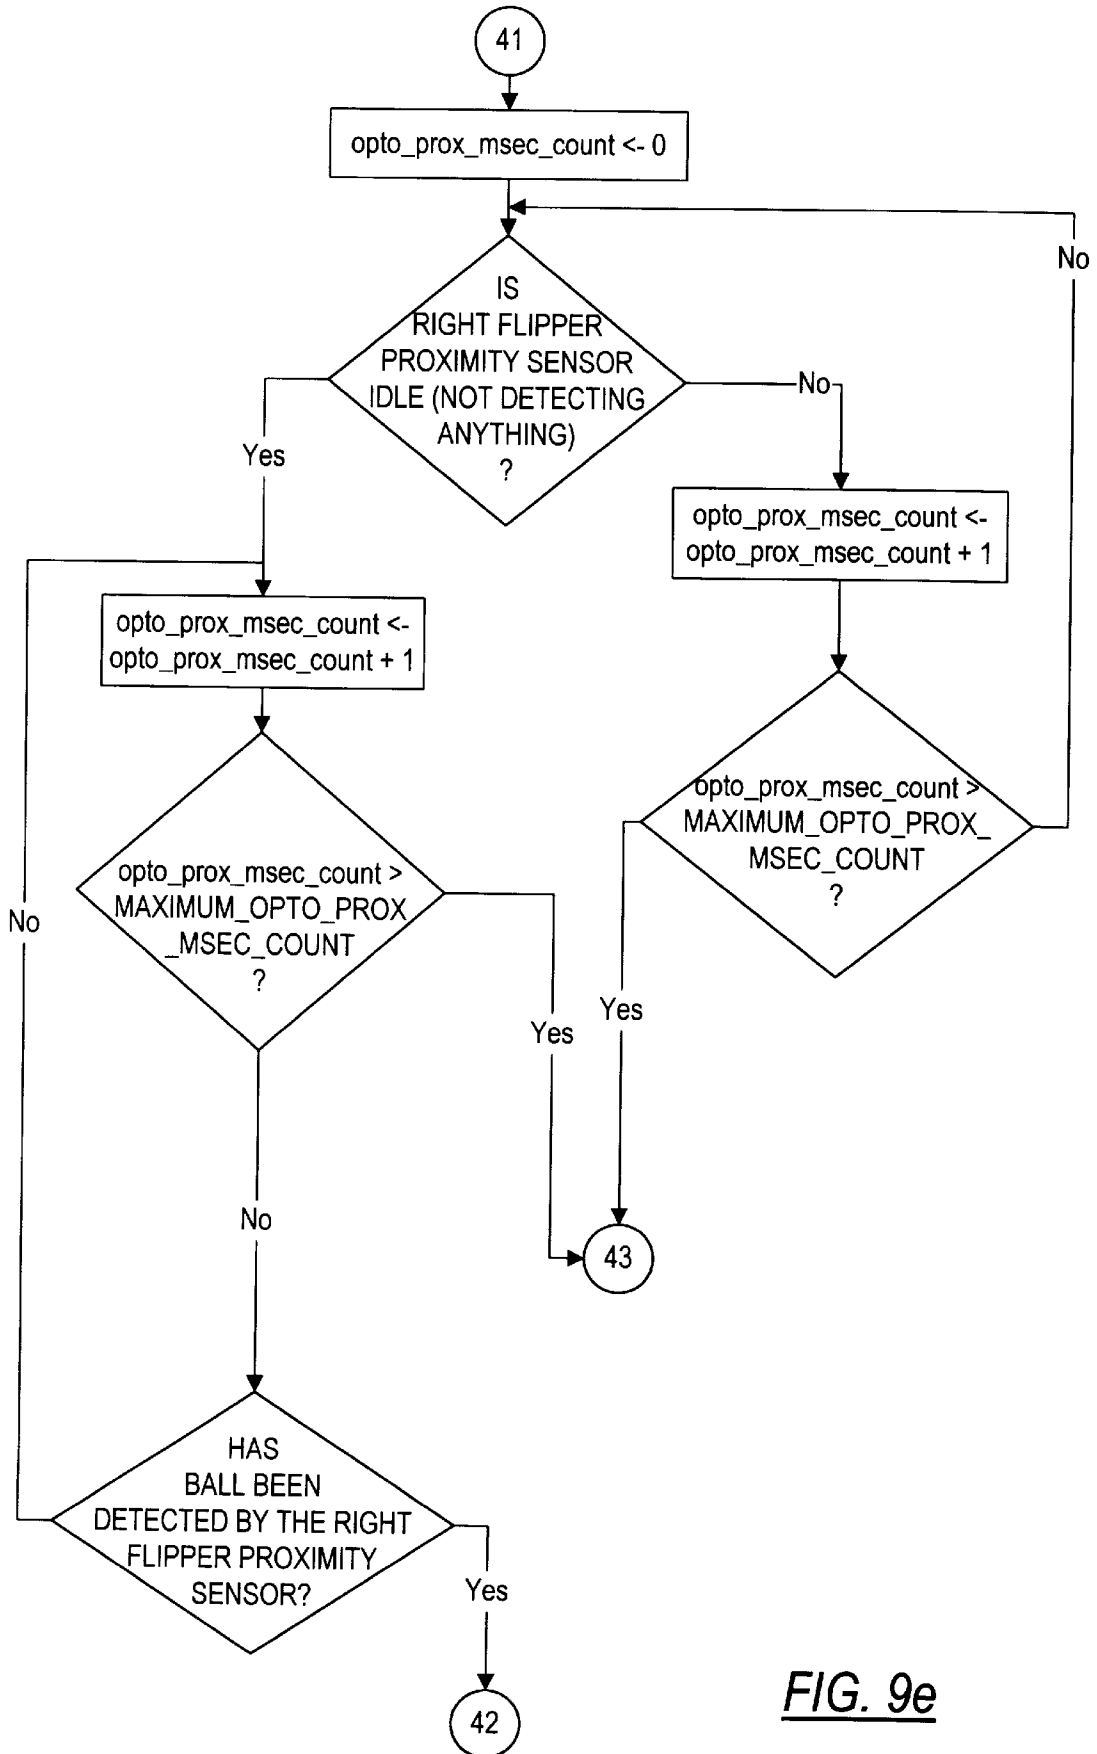 41
opto_prox_msec_count <- 0
No
IS
RIGHT FLIPPER
PROXIMITY SENSOR
IDLE (NOT DETECTING
ANYTHING)
?
No
Yes
opto_prox_msec_count <-
opto_prox_msec_count + 1
opto_prox_msec_count <-
opto_prox_msec_count + 1
opto_prox_msec_count >
MAXIMUM_OPTO_PROX_
MSEC_COUNT
?
opto_prox_msec_count >
MAXIMUM_OPTO_PROX
_MSEC_COUNT
?
No
Yes
Yes
No
43
HAS
BALL BEEN
DETECTED BY THE RIGHT
FLIPPER PROXIMITY
SENSOR?
Yes
42
FIG. 9e